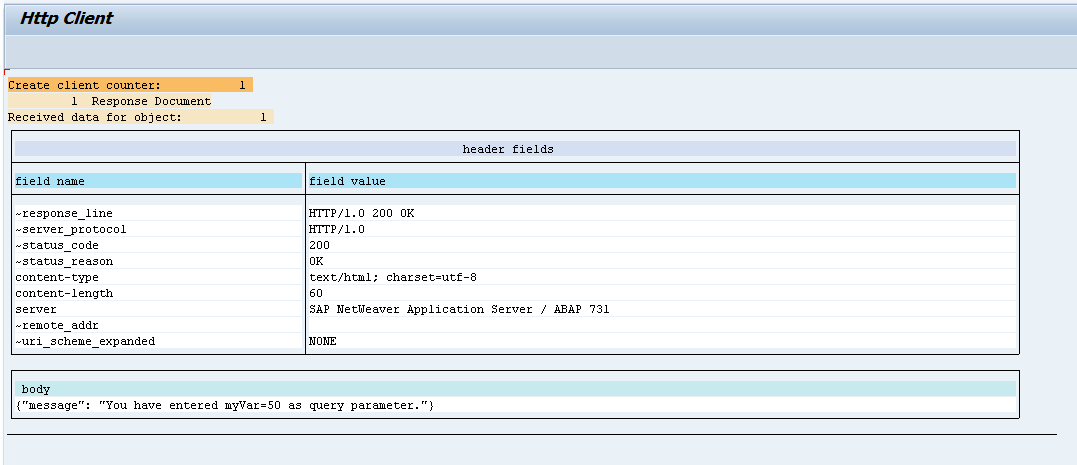 Http Client
Create client counter: 1
1 Response Document
Received data for object: 1
header fields
field name field value
~response_line HTTP/1.0 200 OK
~server_protocol HTTP/1.0
~status_code 200
~status_reason OK
content-type text/html; charset=utf-8
content-length 60
server SAP NetWeaver Application Server / ABAP 731
~remote_addr
~uri_scheme_expanded NONE
body
{"message": "You have entered myVar=50 as query parameter."}